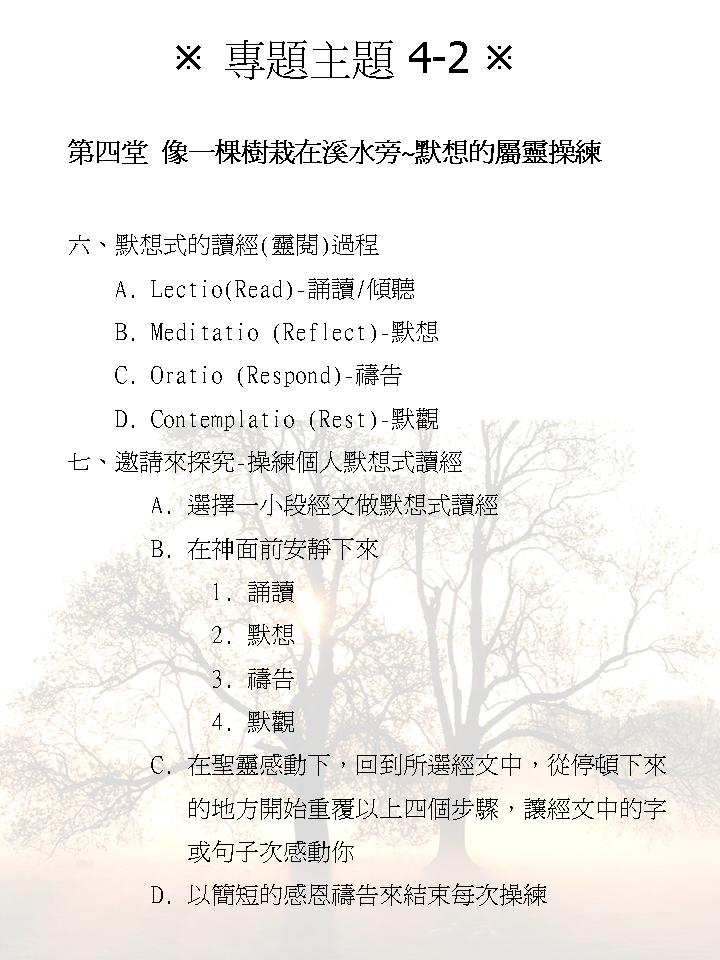 ※ 專題主題 4-2 ※
第四堂 像一棵樹栽在溪水旁~默想的屬靈操練
六、默想式的讀經(靈閱)過程
A. Lectio(Read)-誦讀/傾聽
B. Meditatio (Reflect)-默想
C. Oratio (Respond)-禱告
D. Contemplatio (Rest)-默觀
七、邀請來探究-操練個人默想式讀經
A. 選擇一小段經文做默想式讀經
B. 在神面前安靜下來
1. 誦讀
2. 默想
3. 禱告
4. 默觀
C. 在聖靈感動下，回到所選經文中，從停頓下來
的地方開始重覆以上四個步驟，讓經文中的字
或句子次感動你
D. 以簡短的感恩禱告來結束每次操練